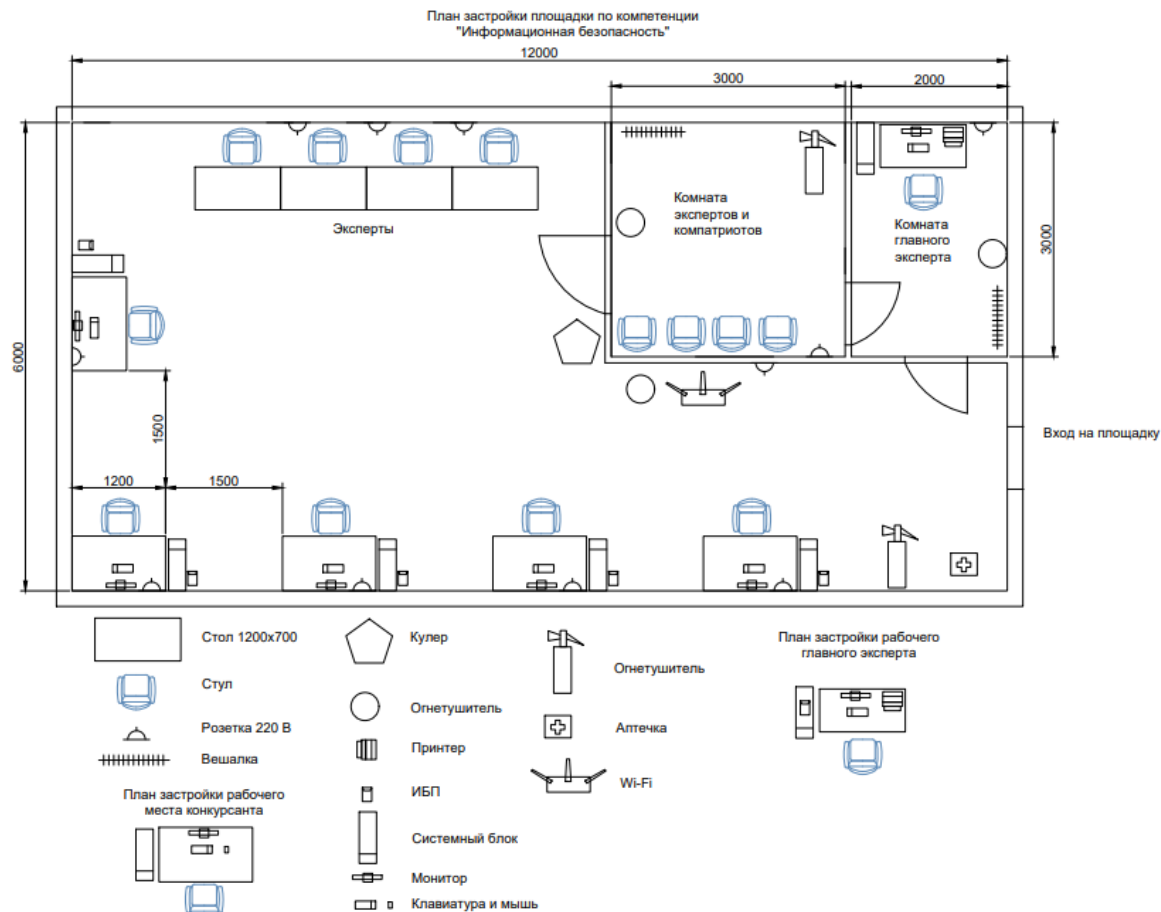 План застройки площадки по компетенции
"Информационная безопасность"
12000
3000
2000
6000
Эксперты
Комната
экспертов и
компатриотов
Комната
главного
эксперта
3000
1500
1200
1500
Вход на площадку
Стол 1200х700
Стул
Розетка 220 В
Вешалка
План застройки рабочего
места конкурсанта
Кулер
Огнетушитель
Принтер
ИБП
Системный блок
Монитор
Клавиатура и мышь
Огнетушитель
Аптечка
Wi-Fi
План застройки рабочего
главного эксперта